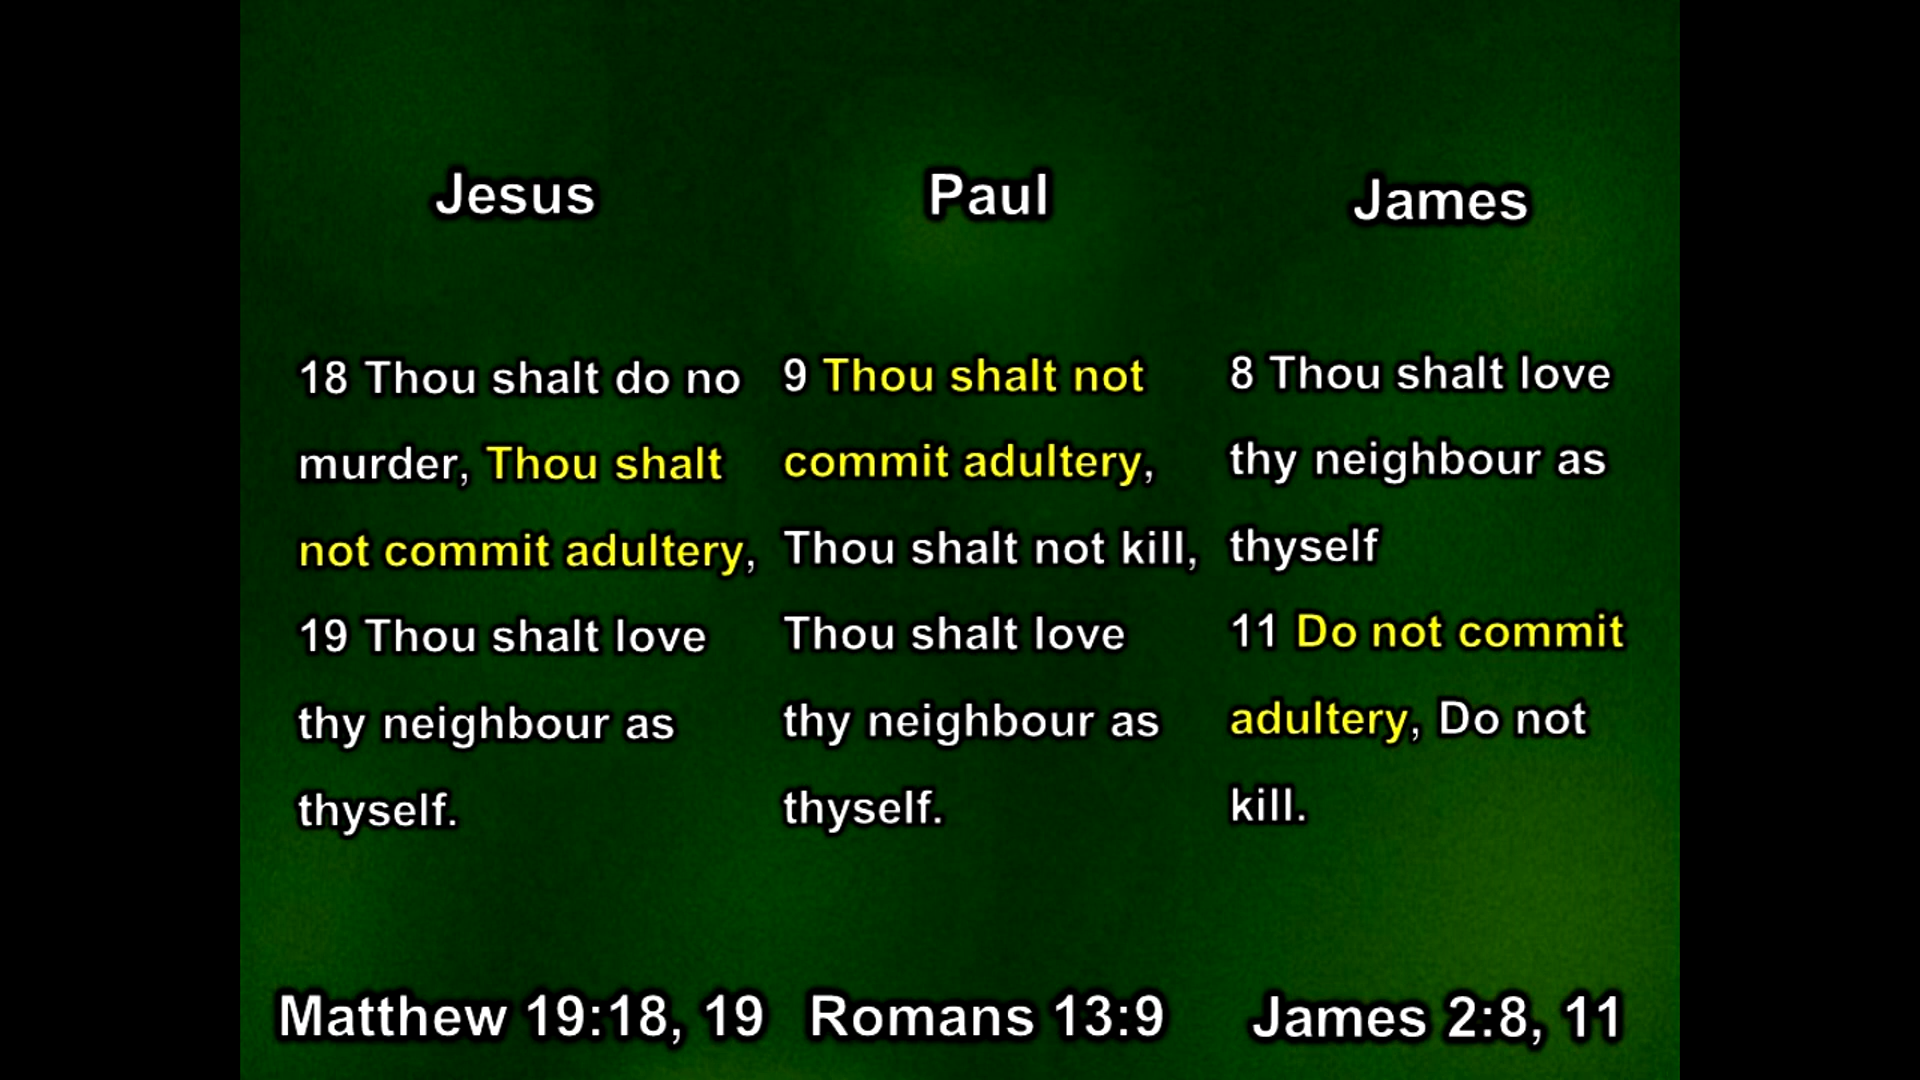 Jesus
18 Thou shalt do no
murder, Thou shalt
not commit adultery,
19 Thou shalt love
thy neighbour as
thyself.
Matthew 19:18, 19
Paul
9 Thou shalt not
commit adultery,
Thou shalt not kill,
Thou shalt love
thy neighbour as
thyself.
Romans 13:9
James
8 Thou shalt love
thy neighbour as
thyself
11 Do not commit
adultery, Do not
kill.
James 2:8, 11